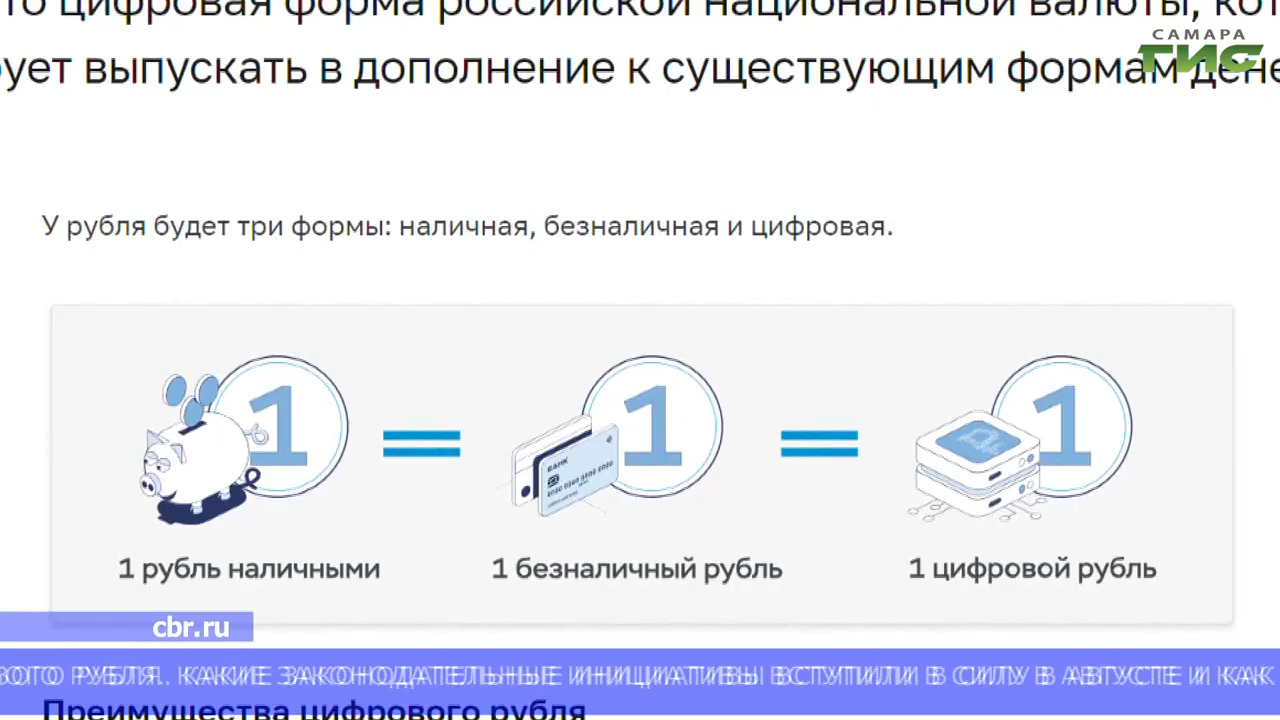 то цифровая форма российской национальной валюты, кот
рует выпускать в дополнение к существующим формам дене
САМАРА
ГИС
У рубля будет три формы: наличная, безналичная и цифровая.
1 1 1
БАНК
1 рубль наличными
1 безналичный рубль
1 цифровой рубль
cbr.ru
ВОГО РУБЛЯ. КАКИЕ ЗАКОНОДАТЕЛЬНЫЕ ИНИЦИАТИВЫ ВСТУПИЛИ В СИЛУ В АВГУСТЕ И КАК
Преимущества цифрового рубля